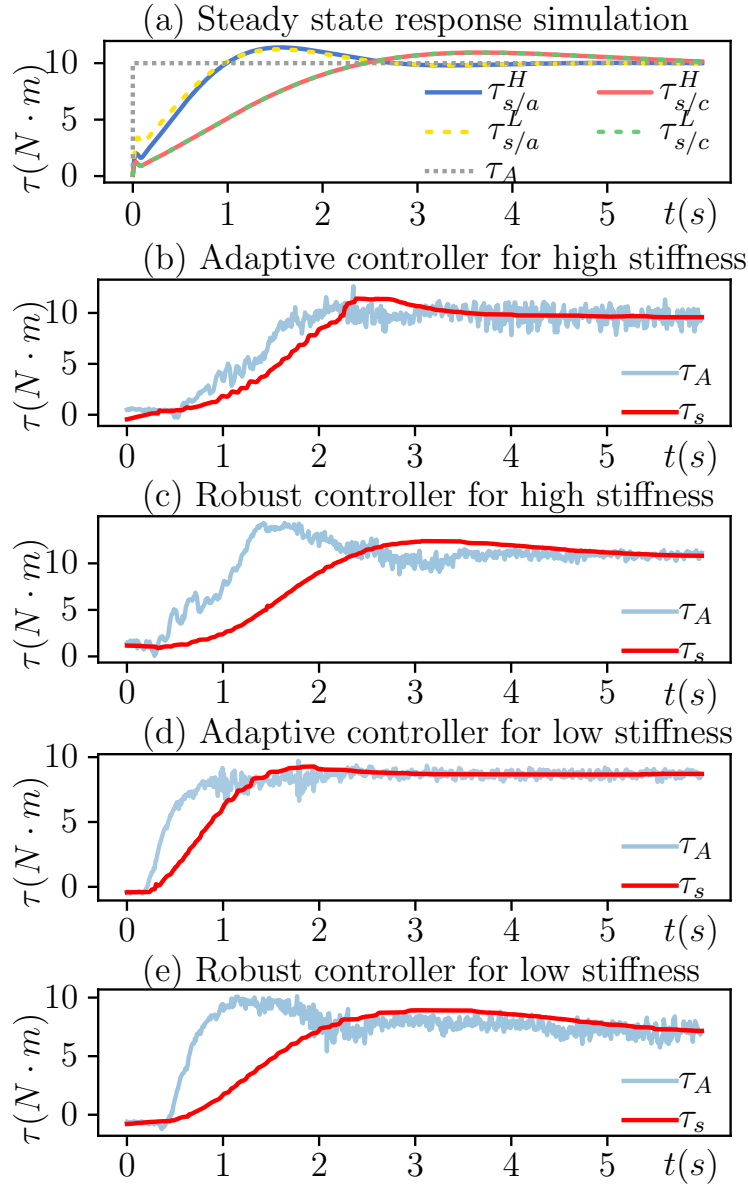 (a) Steady state response simulation
τ(N · m)
10
5
0
τ_{s/a}^H
τ_{s/c}^H
τ_{s/a}^L
τ_{s/c}^L
τ_A
0 1 2 3 4 5 t(s)
(b) Adaptive controller for high stiffness
τ(N · m)
10
5
0
τ_A
τ_s
0 1 2 3 4 5 t(s)
(c) Robust controller for high stiffness
τ(N · m)
10
5
0
τ_A
τ_s
0 1 2 3 4 5 t(s)
(d) Adaptive controller for low stiffness
τ(N · m)
10
5
0
τ_A
τ_s
0 1 2 3 4 5 t(s)
(e) Robust controller for low stiffness
τ(N · m)
10
5
0
τ_A
τ_s
0 1 2 3 4 5 t(s)